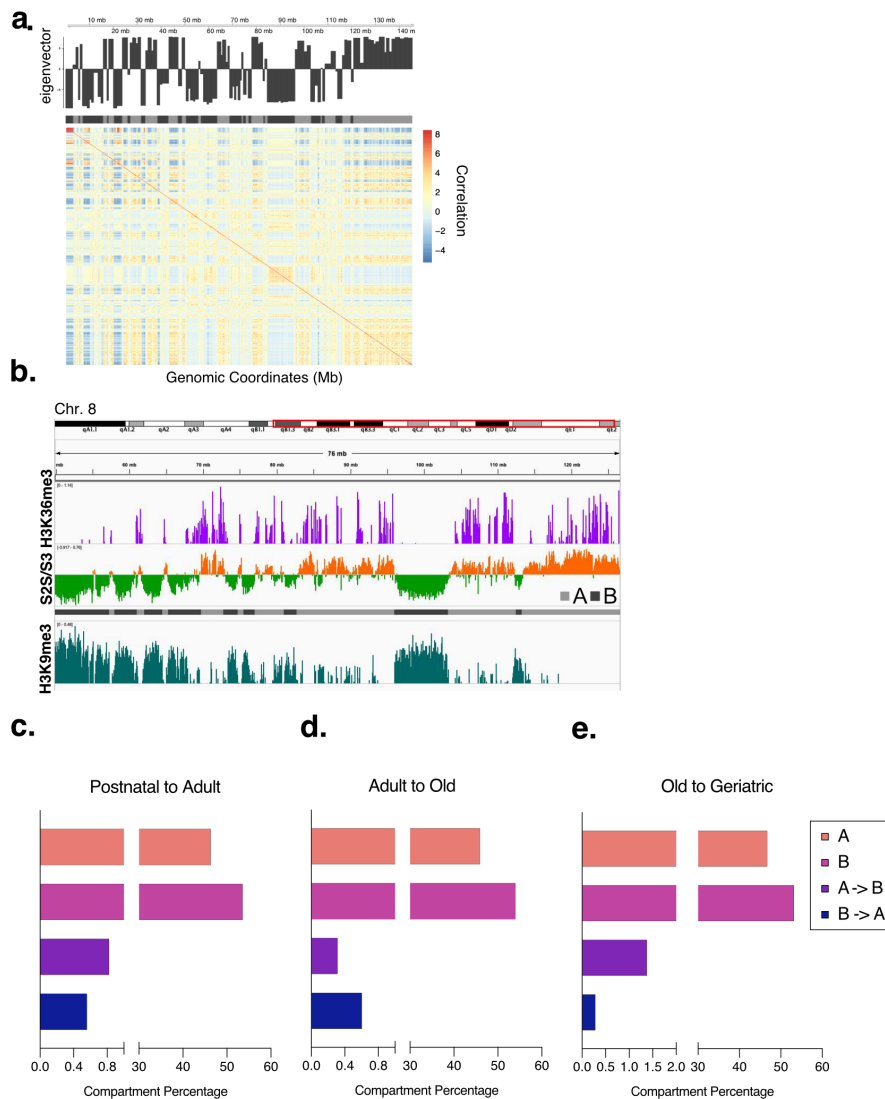 a.
10 mb 30 mb 40 mb 50 mb 70 mb 90 mb 110 mb 130 mb
20 mb 40 mb 60 mb 80 mb 100 mb 120 mb 140 m
eigenvector
8
6
4
2
0
−2
−4
Correlation
Genomic Coordinates (Mb)
b.
Chr. 8
qA1.1 qA1.2 qA2 qA3 qA4 qB1.1 qB1.3 qB2 qB3.1 qB3.3 qC1 qC2 qC3 qC5 qD1 qD2 qE1 qE2
76 mb
mb 60 mb 70 mb 80 mb 90 mb 100 mb 110 mb 120 mb
H3K36me3
S2S/S3
A B
H3K9me3
c.
d.
e.
Postnatal to Adult
Adult to Old
Old to Geriatric
A
B
A -> B
B -> A
0.0 0.4 0.8 30 40 50 60
0.0 0.4 0.8 30 40 50 60
0.0 0.5 1.0 1.5 2.0 30 40 50 60
Compartment Percentage
Compartment Percentage
Compartment Percentage